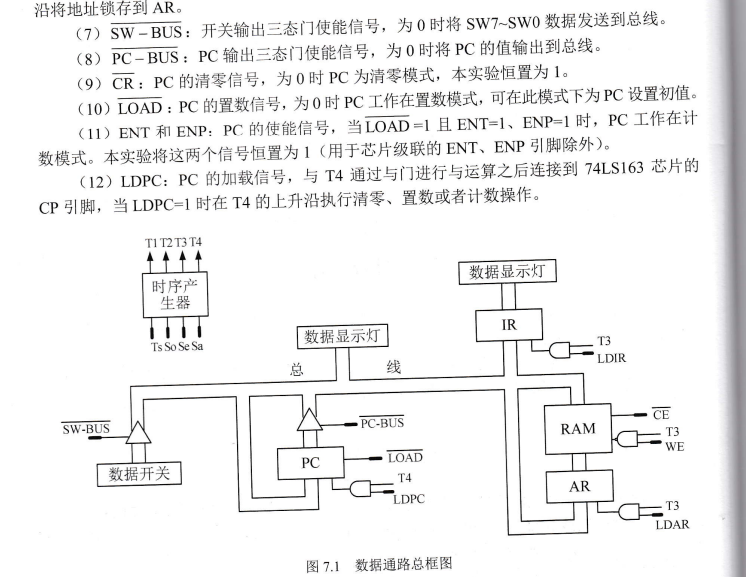 沿将地址锁存到 AR。
（7）SW－BUS：开关输出三态门使能信号，为 0 时将 SW7~SW0 数据发送到总线。
（8）PC－BUS：PC 输出三态门使能信号，为 0 时将 PC 的值输出到总线。
（9）CR：PC 的清零信号，为 0 时 PC 为清零模式，本实验恒置为 1。
（10）LOAD：PC 的置数信号，为 0 时 PC 工作在置数模式，可在此模式下为 PC 设置初值。
（11）ENT 和 ENP：PC 的使能信号，当 LOAD =1 且 ENT=1、ENP=1 时，PC 工作在计
数模式。本实验将这两个信号恒置为 1（用于芯片级联的 ENT、ENP 引脚除外）。
（12）LDPC：PC 的加载信号，与 T4 通过与门进行与运算之后连接到 74LS163 芯片的
CP 引脚，当 LDPC=1 时在 T4 的上升沿执行清零、置数或者计数操作。
T1 T2 T3 T4
时序产
生器
Ts So Se Sa
数据显示灯
数据显示灯
IR
T3
LDIR
总 线
SW-BUS
数据开关
PC-BUS
PC
LOAD
T4
LDPC
RAM
CE
T3
WE
AR
T3
LDAR
图 7.1 数据通路总框图